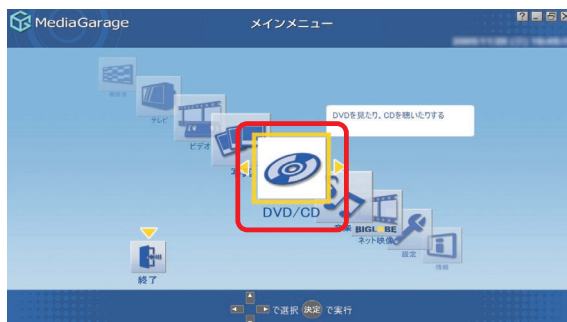 MediaGarage
メインメニュー
テレビ
ビデオ
DVDを見たり、CDを聴いたりする
DVD/CD
BIGLOBE
ネット映像
設定
情報
終了
で選択 決定 で実行